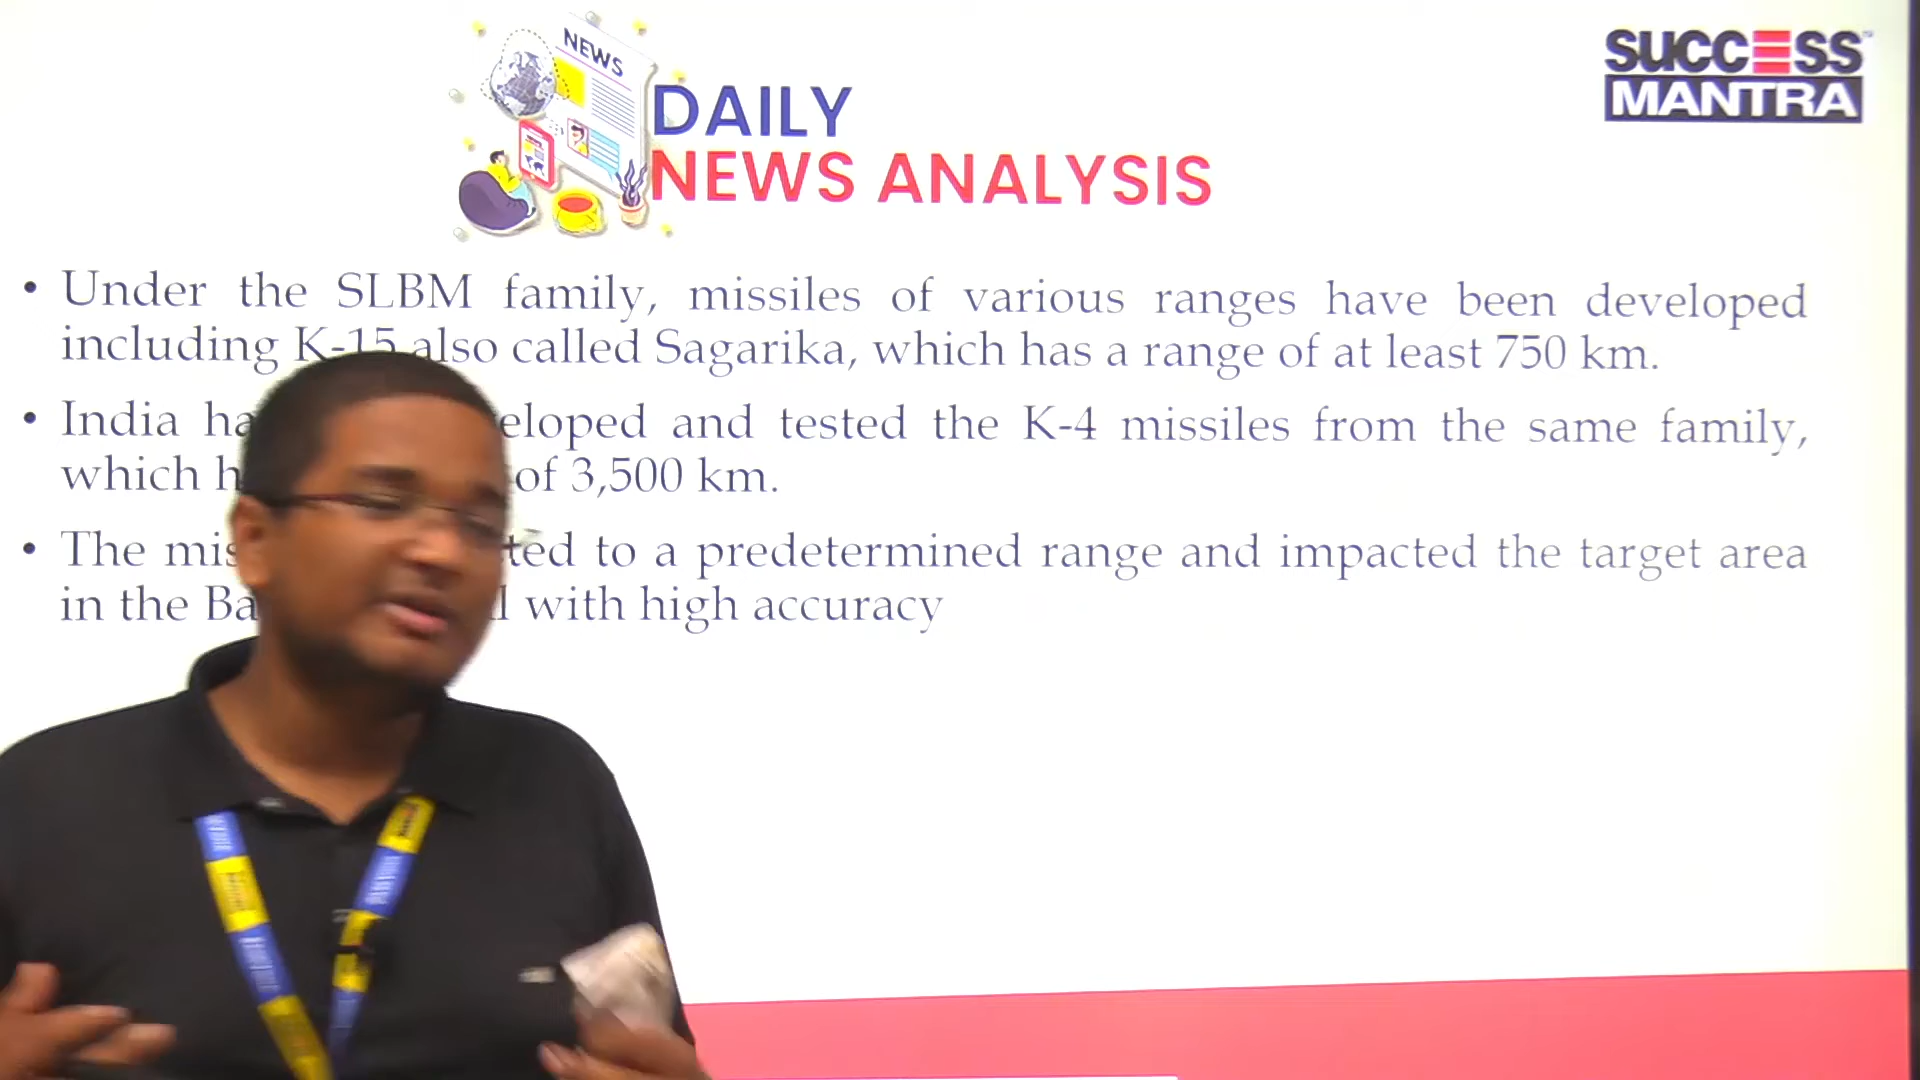 NEWS
DAILY
NEWS ANALYSIS
SUCCESS
MANTRA
• Under the SLBM family, missiles of various ranges have been developed
including K-15 also called Sagarika, which has a range of at least 750 km.
• India ha eloped and tested the K-4 missiles from the same family,
which h of 3,500 km.
• The mis ted to a predetermined range and impacted the target area
in the Ba l with high accuracy